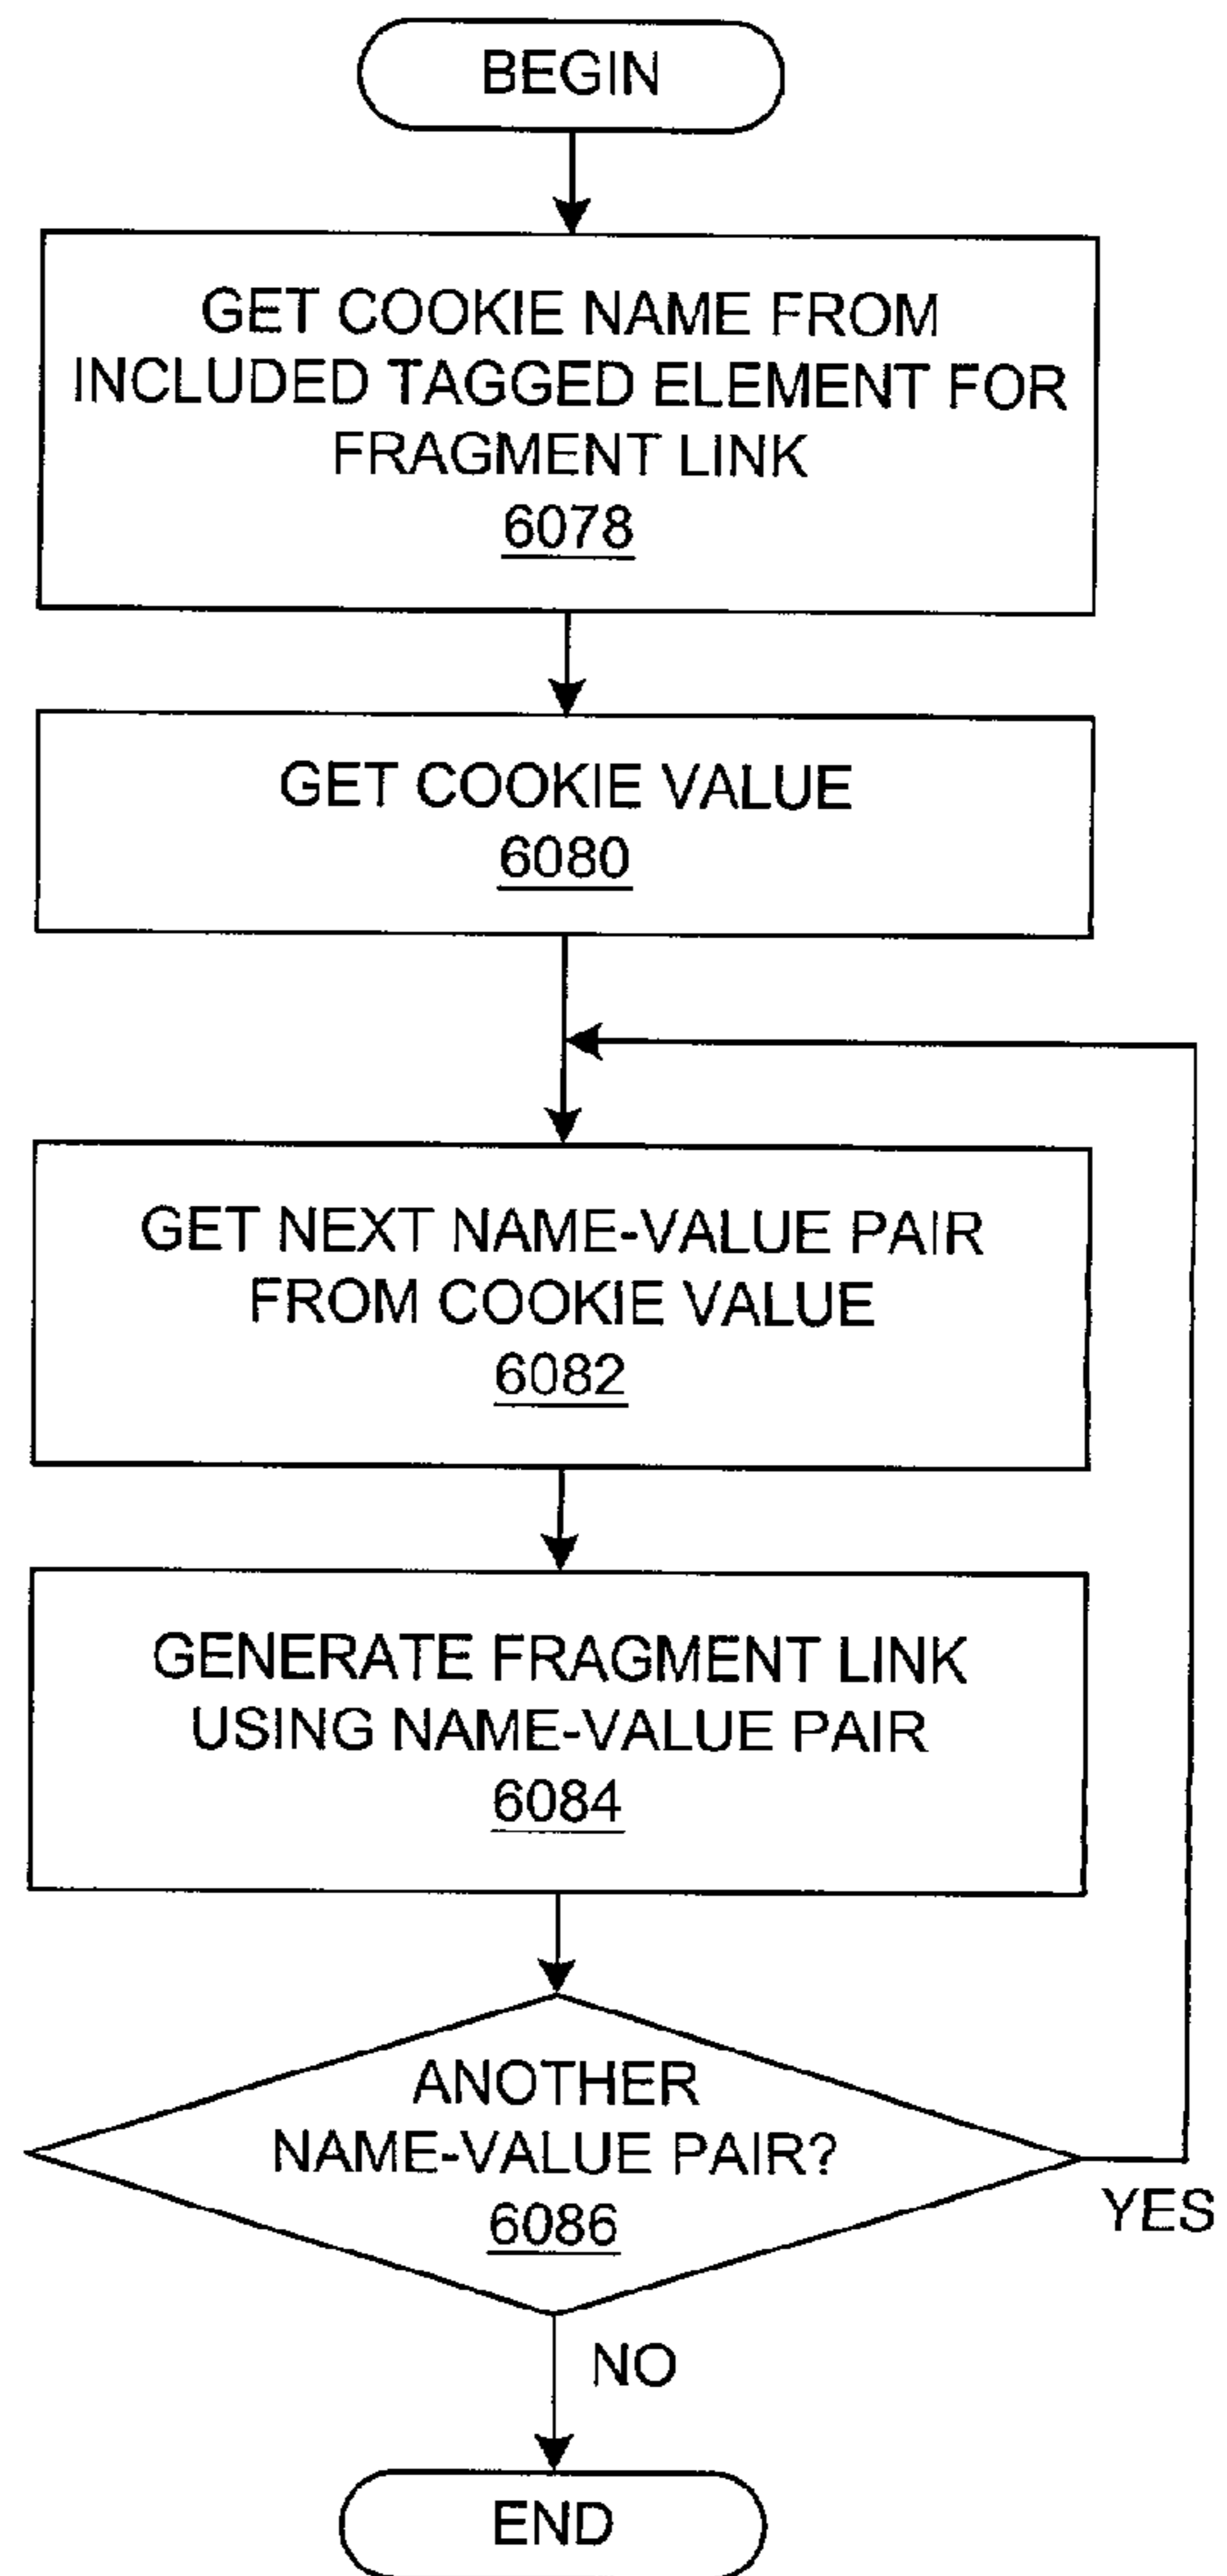 BEGIN
GET COOKIE NAME FROM
INCLUDED TAGGED ELEMENT FOR
FRAGMENT LINK
6078
GET COOKIE VALUE
6080
GET NEXT NAME-VALUE PAIR
FROM COOKIE VALUE
6082
GENERATE FRAGMENT LINK
USING NAME-VALUE PAIR
6084
ANOTHER
NAME-VALUE PAIR?
6086
YES
NO
END